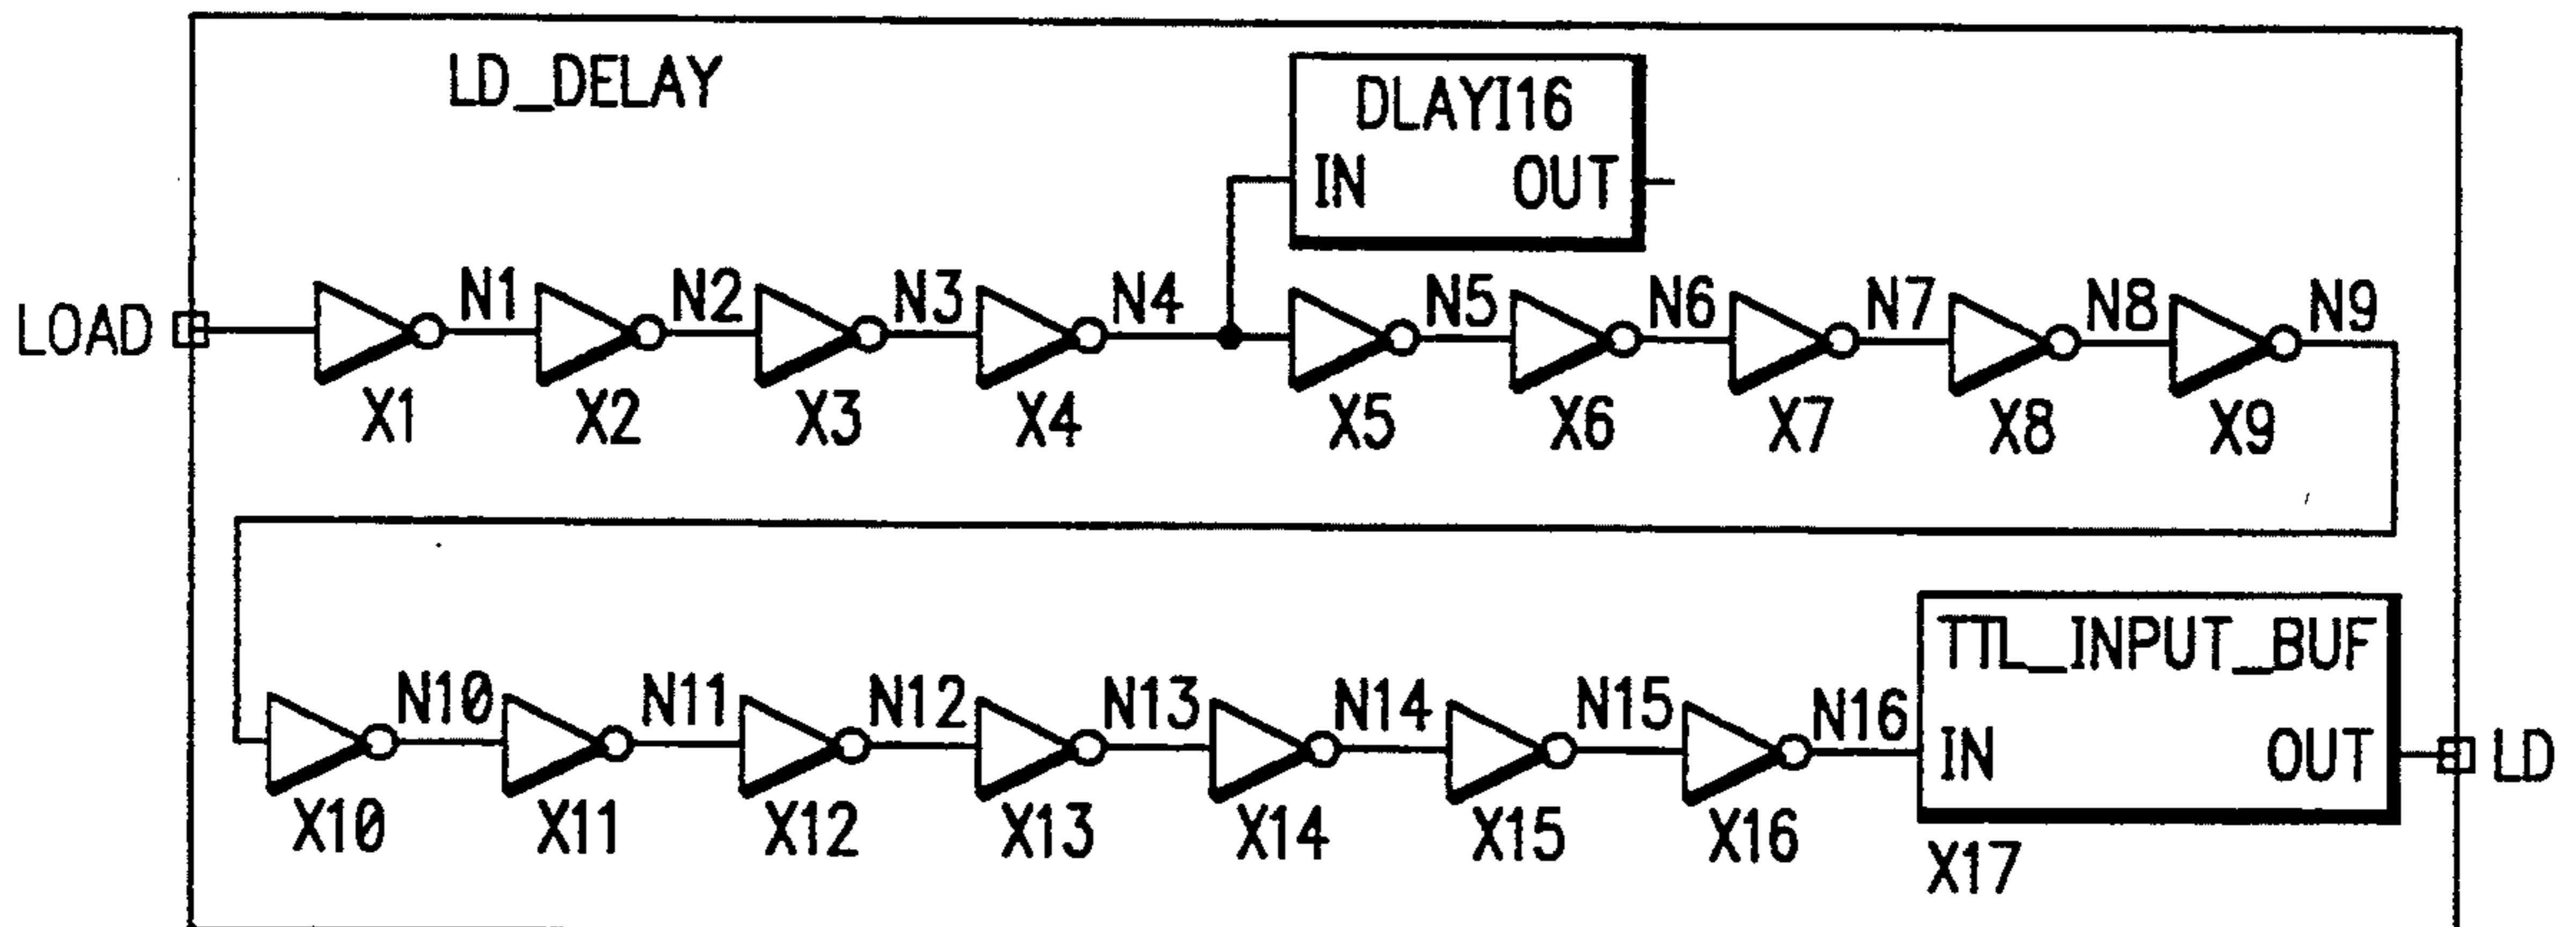 LD_DELAY
DLAYI16
IN OUT
LOAD N1 N2 N3 N4 N5 N6 N7 N8 N9
X1 X2 X3 X4 X5 X6 X7 X8 X9
TTL_INPUT_BUF
N10 N11 N12 N13 N14 N15 N16
IN OUT LD
X10 X11 X12 X13 X14 X15 X16
X17